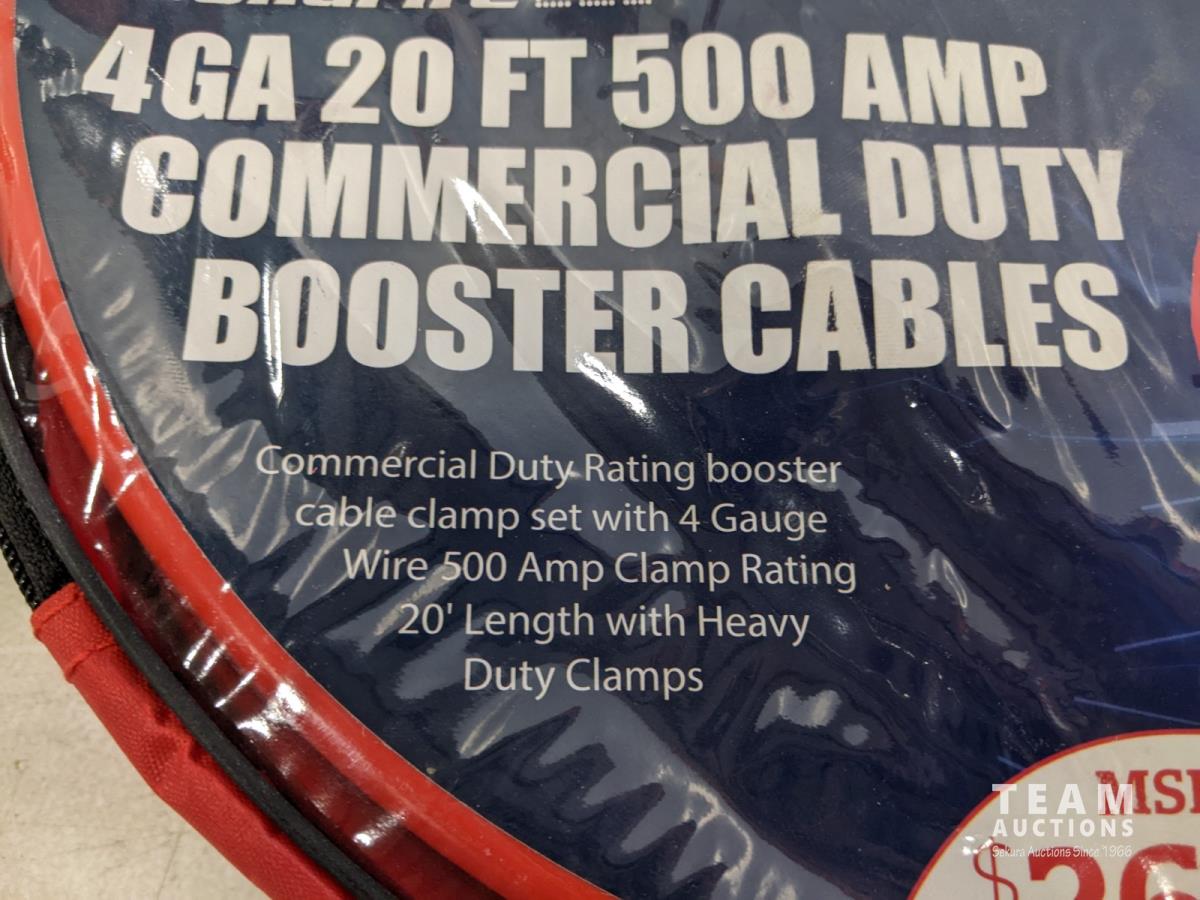 4GA 20 FT 500 AMP
COMMERCIAL DUTY
BOOSTER CABLES
Commercial Duty Rating booster
cable clamp set with 4 Gauge
Wire 500 Amp Clamp Rating
20' Length with Heavy
Duty Clamps
TEAM
AUCTIONS
Sekura Auctions Since 1966